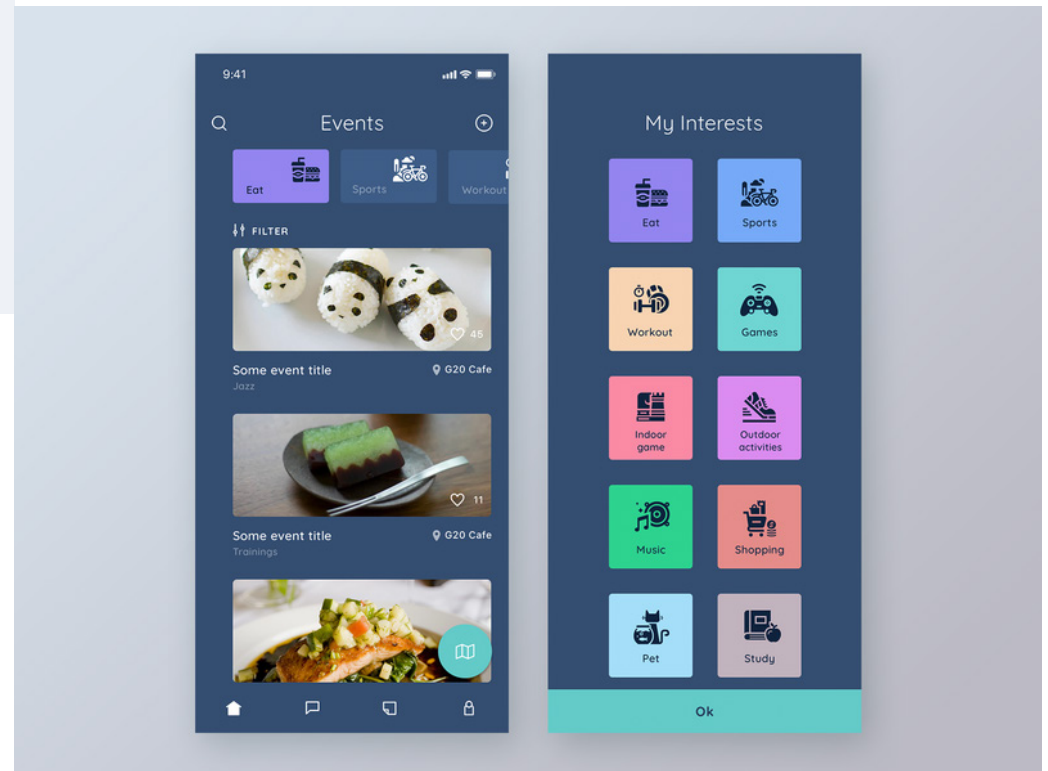 9:41
Events
Eat
Sports
Workout
FILTER
45
Some event title
G20 Cafe
Jazz
11
Some event title
G20 Cafe
Trainings
My Interests
Eat
Sports
Workout
Games
Indoor
game
Outdoor
activities
Music
Shopping
Pet
Study
Ok